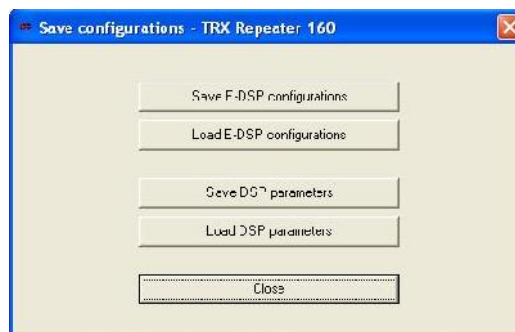 Save configurations - TRX Repeater 160
Save E-DSP configurations
Load E-DSP configurations
Save DSP parameters
Load DSP parameters
Close